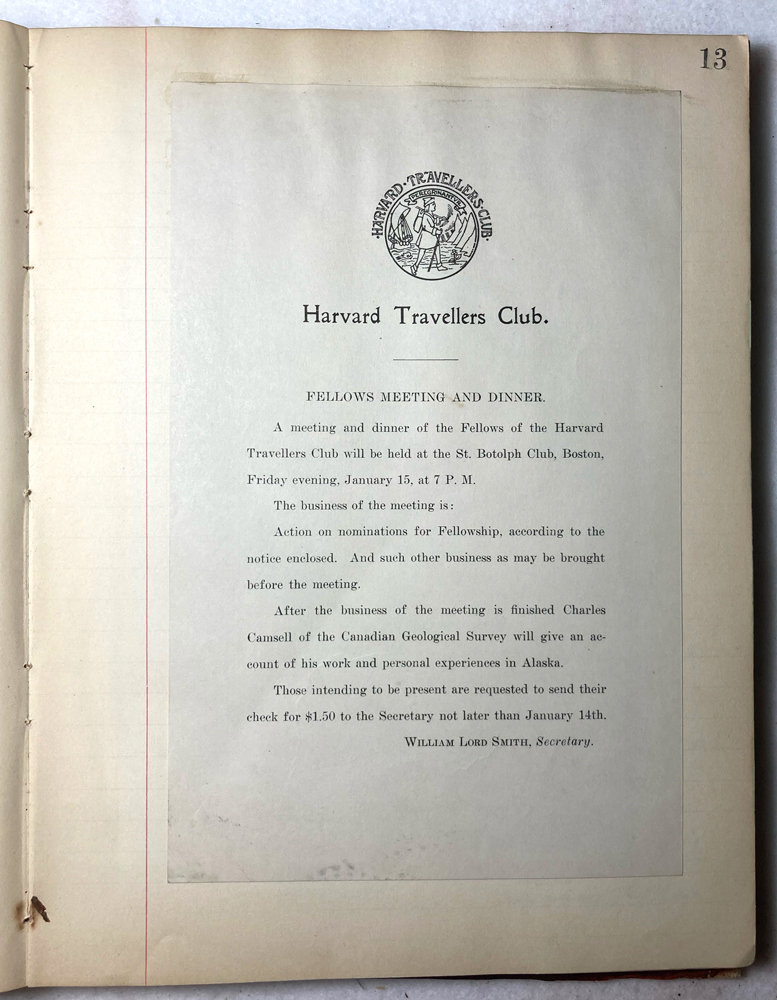 13
·HARVARD·TRAVELLERS·CLUB·
Harvard Travellers Club.
FELLOWS MEETING AND DINNER.
A meeting and dinner of the Fellows of the Harvard
Travellers Club will be held at the St. Botolph Club, Boston,
Friday evening, January 15, at 7 P. M.
The business of the meeting is:
Action on nominations for Fellowship, according to the
notice enclosed. And such other business as may be brought
before the meeting.
After the business of the meeting is finished Charles
Camsell of the Canadian Geological Survey will give an ac-
count of his work and personal experiences in Alaska.
Those intending to be present are requested to send their
check for $1.50 to the Secretary not later than January 14th.
WILLIAM LORD SMITH, Secretary.